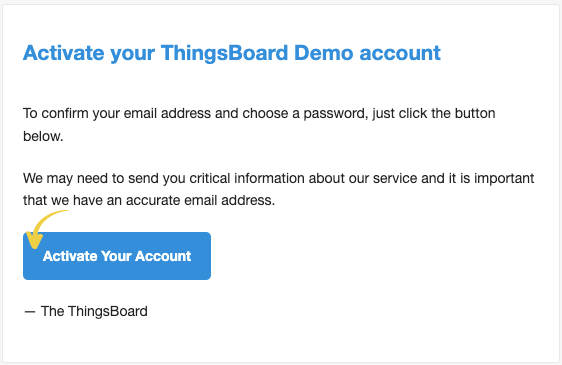 Activate your ThingsBoard Demo account
To confirm your email address and choose a password, just click the button
below.
We may need to send you critical information about our service and it is important
that we have an accurate email address.
Activate Your Account
— The ThingsBoard